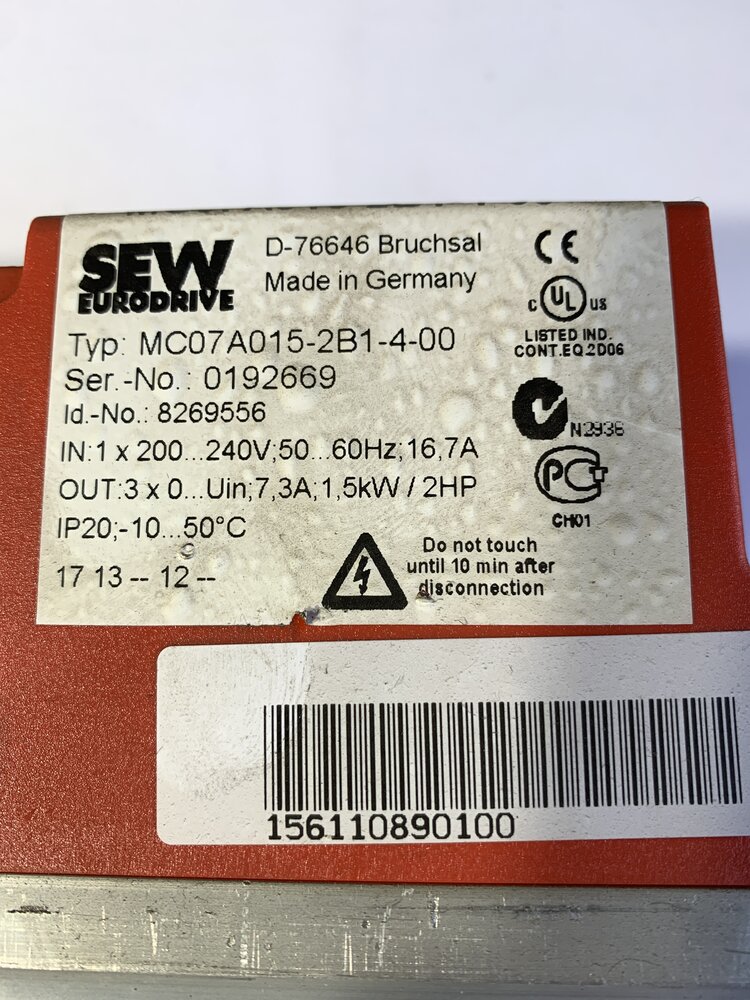 SEW
EURODRIVE
D-76646 Bruchsal
Made in Germany
CE
Typ: MC07A015-2B1-4-00
Ser.-No.: 0192669
Id.-No.: 8269556
IN:1 x 200...240V;50...60Hz;16,7A
OUT:3 x 0...Uin;7,3A;1,5kW / 2HP
IP20;-10...50°C
17 13 -- 12 --
c UL us
LISTED IND.
CONT.EQ.2D06
N2936
PCT
CH01
Do not touch
until 10 min after
disconnection
156110890100